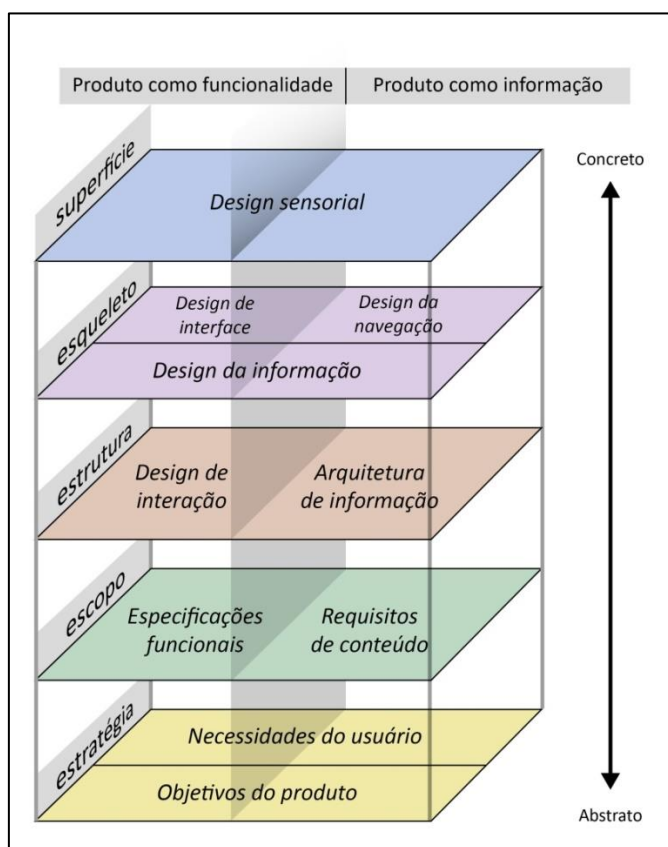 Produto como funcionalidade
Produto como informação
superfície
Design sensorial
Concreto
esqueleto
Design de
interface
Design da
navegação
Design da informação
estrutura
Design de
interação
Arquitetura
de informação
escopo
Especificações
funcionais
Requisitos
de conteúdo
estratégia
Necessidades do usuário
Objetivos do produto
Abstrato